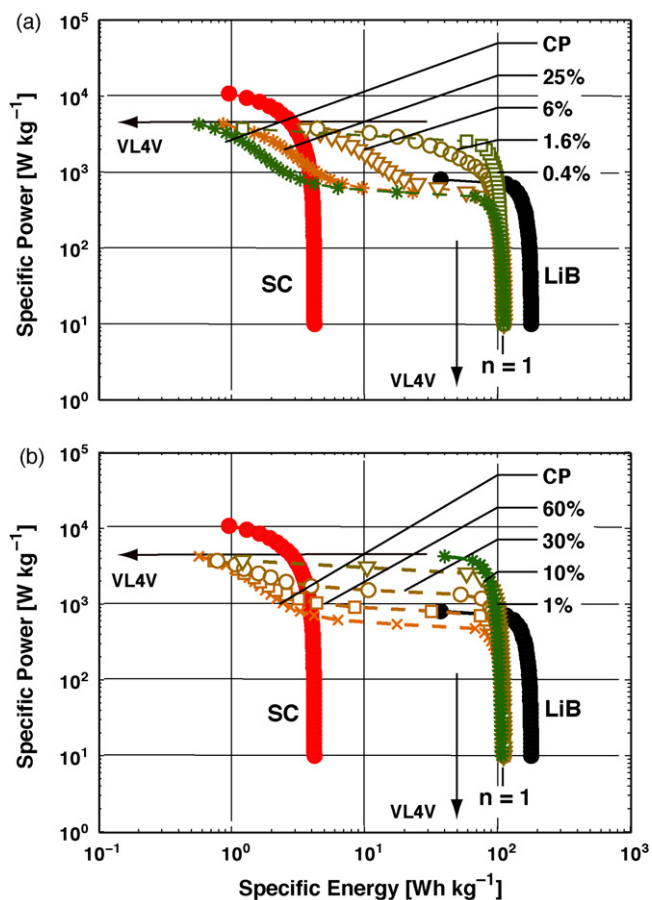 (a)
10⁵
10⁴
10³
10²
10¹
10⁰
Specific Power [W kg⁻¹]
CP
25%
6%
1.6%
0.4%
VL4V
SC
LiB
n = 1
VL4V
(b)
10⁵
10⁴
10³
10²
10¹
10⁰
Specific Power [W kg⁻¹]
CP
60%
30%
10%
1%
VL4V
SC
LiB
n = 1
VL4V
10⁻¹ 10⁰ 10¹ 10² 10³
Specific Energy [Wh kg⁻¹]